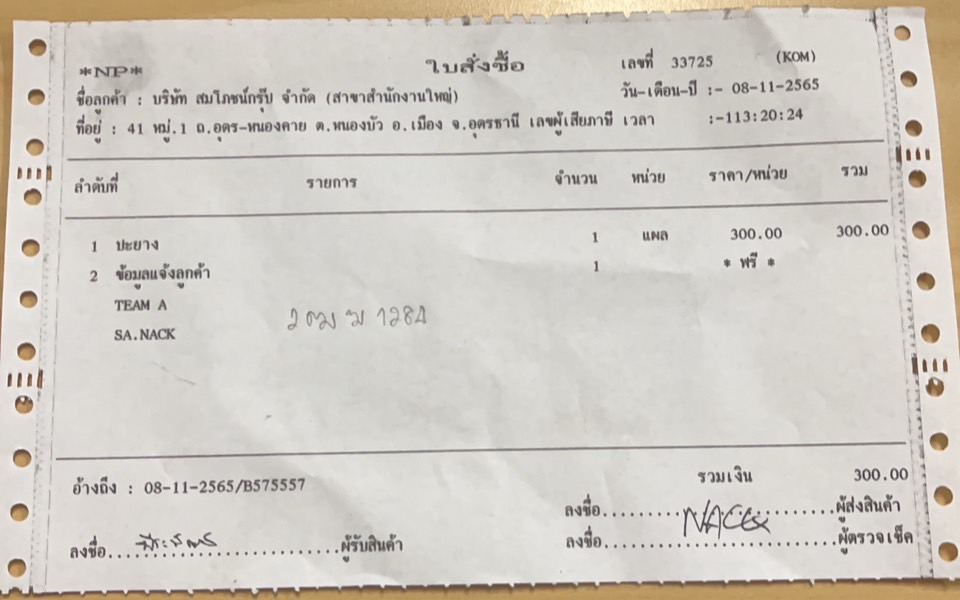 *NP* ใบสั่งซื้อ เลขที่ 33725 (KOM)
ชื่อลูกค้า : บริษัท สมโภชน์กรุ๊ป จำกัด (สาขาสำนักงานใหญ่) วัน-เดือน-ปี :- 08-11-2565
ที่อยู่ : 41 หมู่.1 ถ.อุดร-หนองคาย ต.หนองบัว อ.เมือง จ.อุดรธานี เลขผู้เสียภาษี เวลา :-113:20:24
ลำดับที่ รายการ จำนวน หน่วย ราคา/หน่วย รวม
1 ปะยาง 1 แผล 300.00 300.00
2 ข้อมูลแจ้งลูกค้า 1 * ฟรี *
TEAM A
SA.NACK
1284
รวมเงิน 300.00
อ้างถึง : 08-11-2565/B575557
ลงชื่อ....................ผู้ส่งสินค้า
NACK
ลงชื่อ....................ผู้รับสินค้า ลงชื่อ....................ผู้ตรวจเช็ค